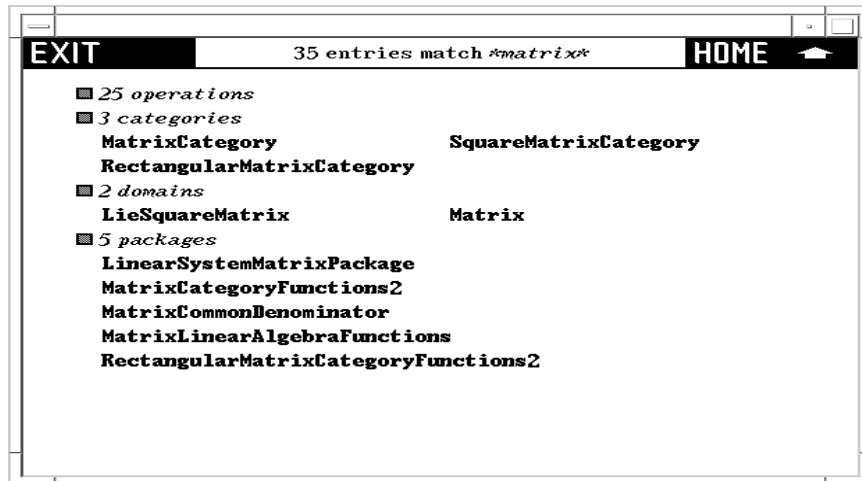 EXIT 35 entries match *matrix* HOME
25 operations
3 categories
MatrixCategory SquareMatrixCategory
RectangularMatrixCategory
2 domains
LieSquareMatrix Matrix
5 packages
LinearSystemMatrixPackage
MatrixCategoryFunctions2
MatrixCommonDenominator
MatrixLinearAlgebraFunctions
RectangularMatrixCategoryFunctions2